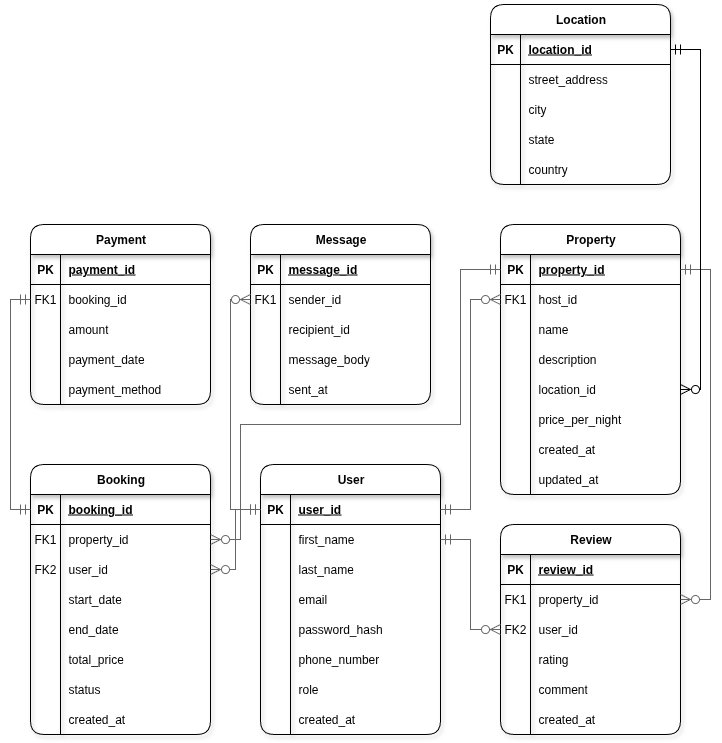 Location
PK location_id
street_address
city
state
country
Payment
PK payment_id
FK1 booking_id
amount
payment_date
payment_method
Message
PK message_id
FK1 sender_id
recipient_id
message_body
sent_at
Property
PK property_id
FK1 host_id
name
description
location_id
price_per_night
created_at
updated_at
Booking
PK booking_id
FK1 property_id
FK2 user_id
start_date
end_date
total_price
status
created_at
User
PK user_id
first_name
last_name
email
password_hash
phone_number
role
created_at
Review
PK review_id
FK1 property_id
FK2 user_id
rating
comment
created_at